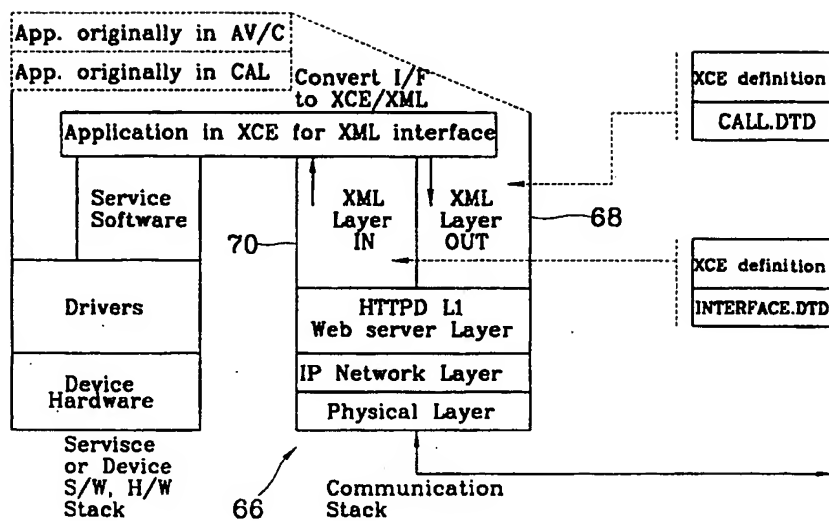 App. originally in AV/C
App. originally in CAL
Convert I/F
to XCE/XML
Application in XCE for XML interface
Service
Software
XML
Layer
IN
XML
Layer
OUT
70
68
Drivers
HTTPD L1
Web server Layer
Device
Hardware
IP Network Layer
Physical Layer
Servisce
or Device
S/W, H/W
Stack
66
Communication
Stack
XCE definition
CALL.DTD
XCE definition
INTERFACE.DTD